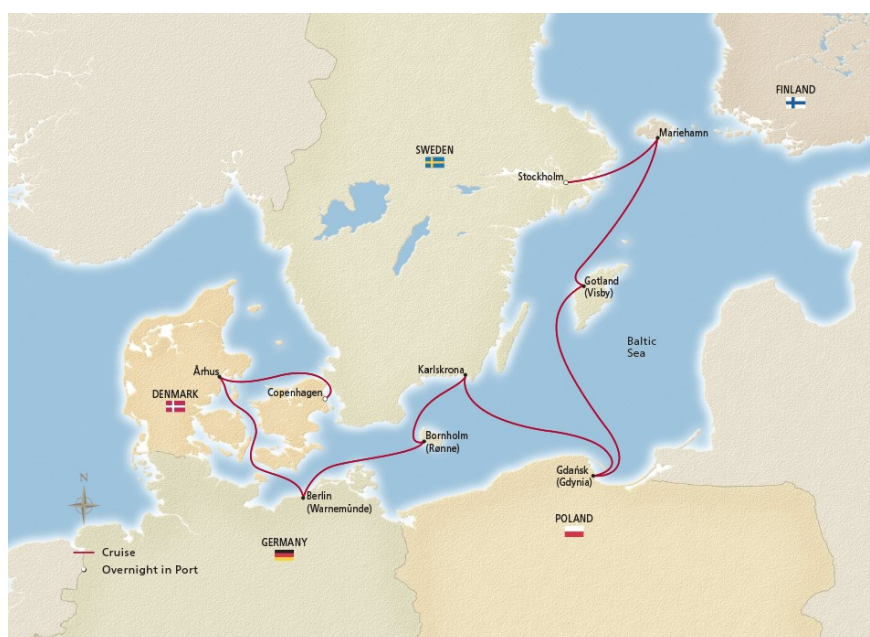 FINLAND
Mariehamn
SWEDEN
Stockholm
Gotland
(Visby)
Baltic
Sea
Århus
Karlskrona
DENMARK
Copenhagen
Bornholm
(Rønne)
Gdańsk
(Gdynia)
N
Berlin
(Warnemünde)
POLAND
GERMANY
Cruise
Overnight in Port